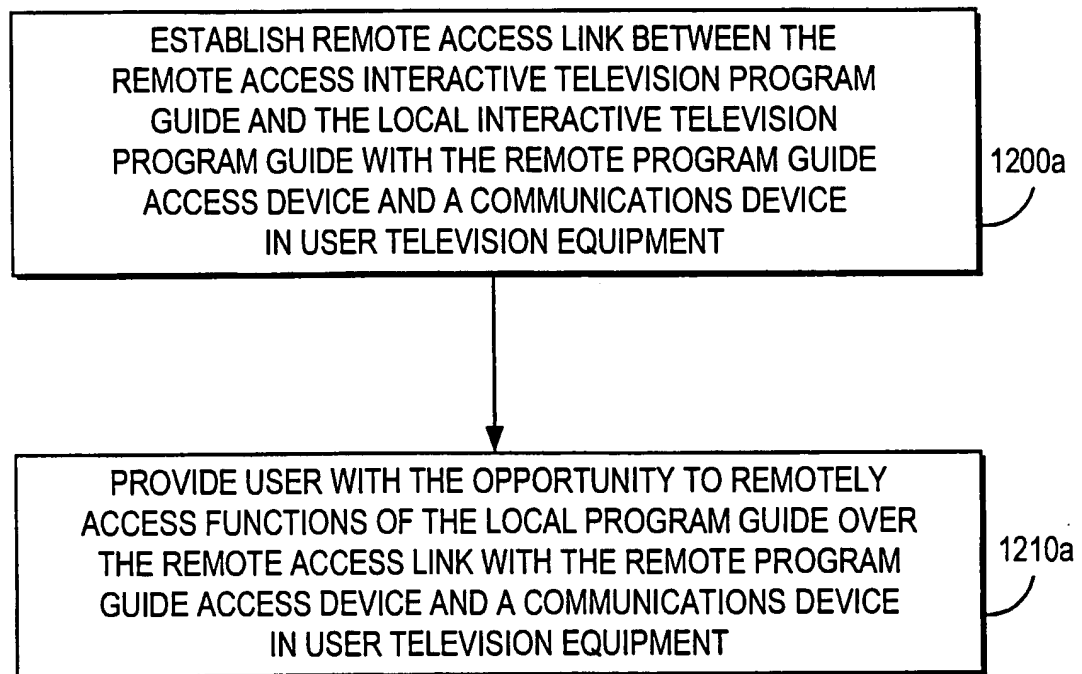 ESTABLISH REMOTE ACCESS LINK BETWEEN THE
REMOTE ACCESS INTERACTIVE TELEVISION PROGRAM
GUIDE AND THE LOCAL INTERACTIVE TELEVISION
PROGRAM GUIDE WITH THE REMOTE PROGRAM GUIDE
ACCESS DEVICE AND A COMMUNICATIONS DEVICE
IN USER TELEVISION EQUIPMENT
1200a
PROVIDE USER WITH THE OPPORTUNITY TO REMOTELY
ACCESS FUNCTIONS OF THE LOCAL PROGRAM GUIDE OVER
THE REMOTE ACCESS LINK WITH THE REMOTE PROGRAM
GUIDE ACCESS DEVICE AND A COMMUNICATIONS DEVICE
IN USER TELEVISION EQUIPMENT
1210a